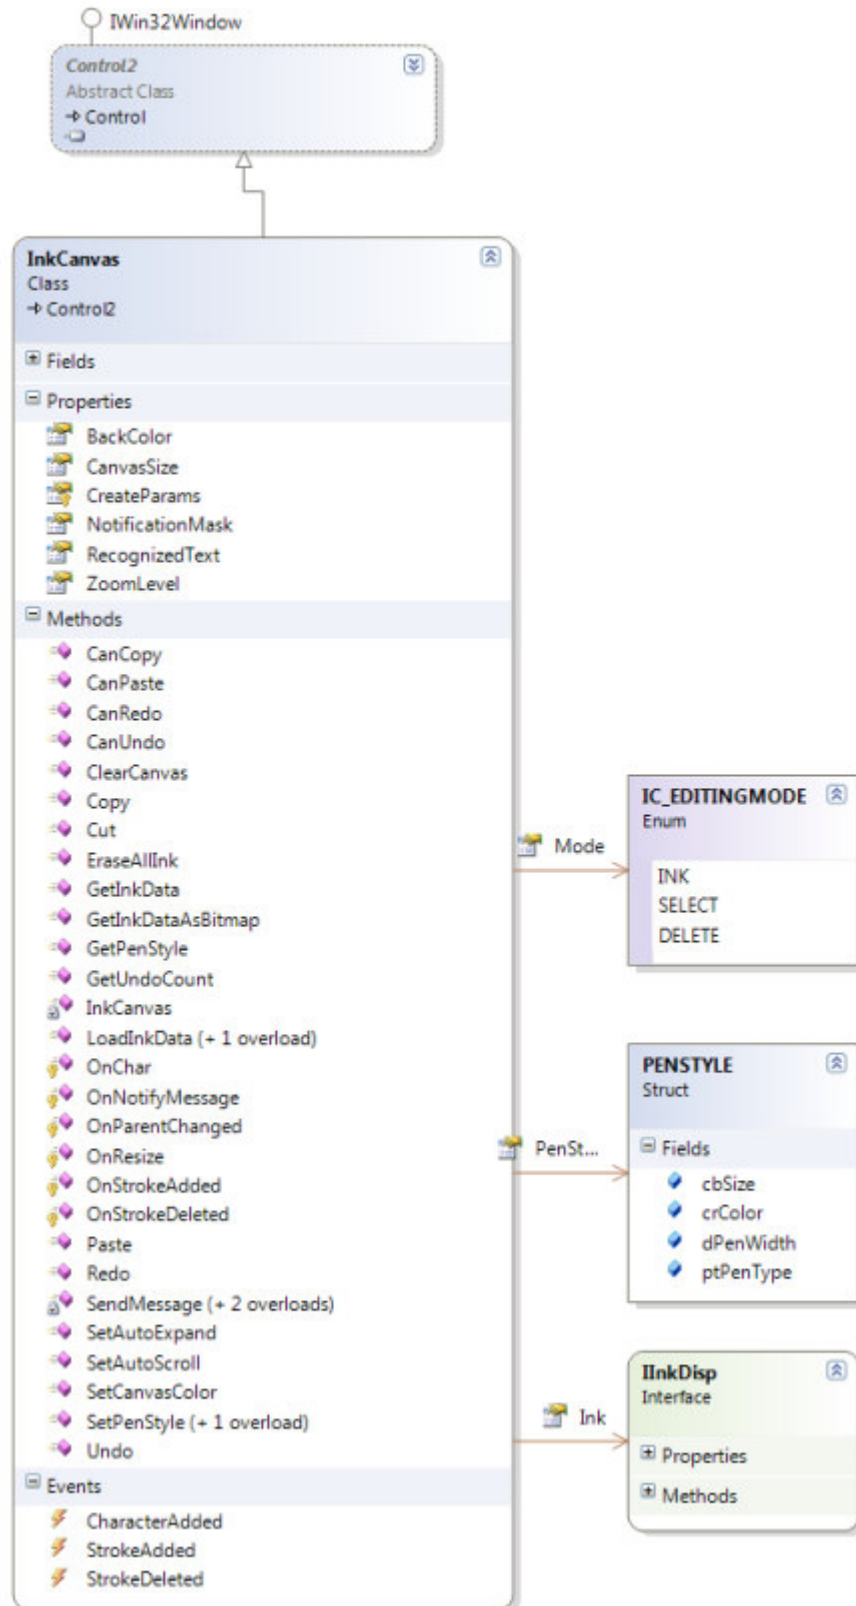 IWin32Window
Control2
Abstract Class
Control
InkCanvas
Class
Control2
Fields
Properties
BackColor
CanvasSize
CreateParams
NotificationMask
RecognizedText
ZoomLevel
Methods
CanCopy
CanPaste
CanRedo
CanUndo
ClearCanvas
Copy
Cut
EraseAllInk
GetInkData
GetInkDataAsBitmap
GetPenStyle
GetUndoCount
InkCanvas
LoadInkData (+ 1 overload)
OnChar
OnNotifyMessage
OnParentChanged
OnResize
OnStrokeAdded
OnStrokeDeleted
Paste
Redo
SendMessage (+ 2 overloads)
SetAutoExpand
SetAutoScroll
SetCanvasColor
SetPenStyle (+ 1 overload)
Undo
Events
CharacterAdded
StrokeAdded
StrokeDeleted
Mode
IC_EDITINGMODE
Enum
INK
SELECT
DELETE
PenSt...
PENSTYLE
Struct
Fields
cbSize
crColor
dPenWidth
ptPenType
Ink
IInkDisp
Interface
Properties
Methods